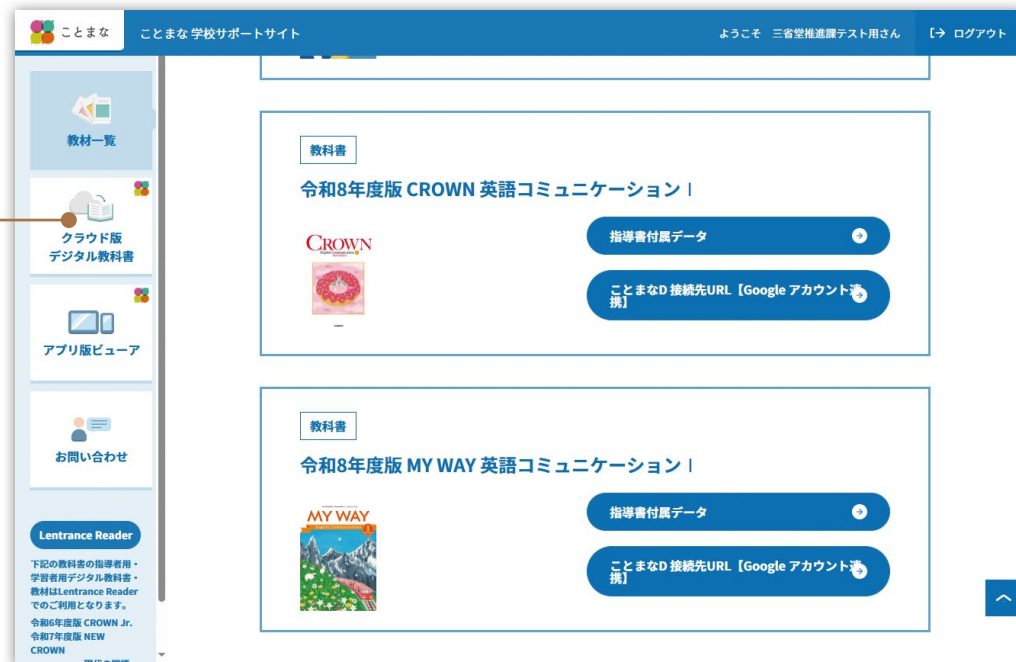 ことまな
ことまな 学校サポートサイト
ようこそ 三省堂推進課テスト用さん
ログアウト
教材一覧
クラウド版
デジタル教科書
アプリ版ビューア
お問い合わせ
Lentrance Reader
下記の教科書の指導者用・
学習者用デジタル教科書・
教材はLentrance Reader
でのご利用となります。
令和6年度版 CROWN Jr.
令和7年度版 NEW
CROWN
教科書
令和8年度版 CROWN 英語コミュニケーション Ⅰ
CROWN
English Communication
指導書付属データ
ことまなD 接続先URL【Google アカウント連
携】
教科書
令和8年度版 MY WAY 英語コミュニケーション Ⅰ
MY WAY
English Communication
指導書付属データ
ことまなD 接続先URL【Google アカウント連
携】